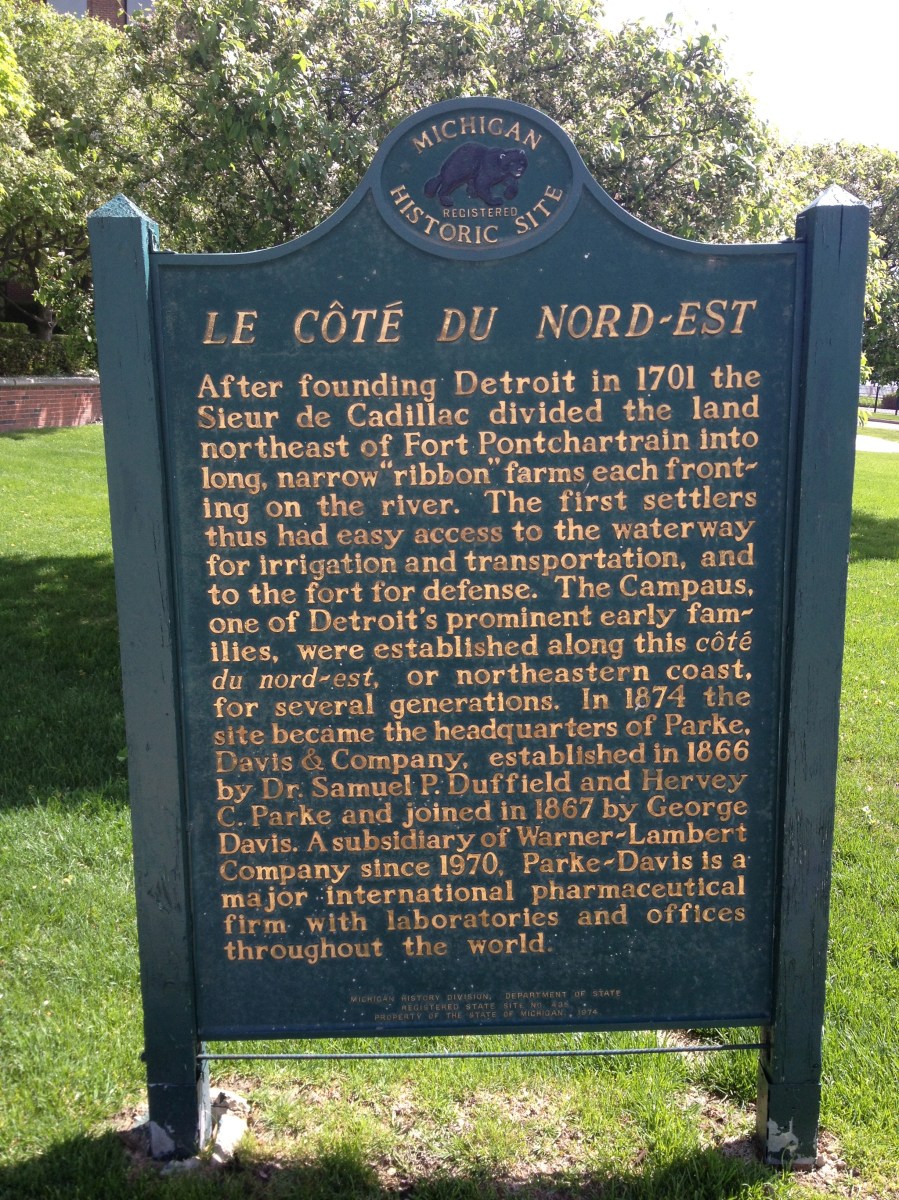 MICHIGAN
REGISTERED
HISTORIC SITE
LE CÔTÉ DU NORD-EST
After founding Detroit in 1701 the
Sieur de Cadillac divided the land
northeast of Fort Pontchartrain into
long, narrow "ribbon" farms each front-
ing on the river. The first settlers
thus had easy access to the waterway
for irrigation and transportation, and
to the fort for defense. The Campaus,
one of Detroit's prominent early fam-
ilies, were established along this côté
du nord-est, or northeastern coast,
for several generations. In 1874 the
site became the headquarters of Parke,
Davis & Company, established in 1866
by Dr. Samuel P. Duffield and Hervey
C. Parke and joined in 1867 by George
Davis. A subsidiary of Warner-Lambert
Company since 1970, Parke-Davis is a
major international pharmaceutical
firm with laboratories and offices
throughout the world.
MICHIGAN HISTORY DIVISION, DEPARTMENT OF STATE
REGISTERED STATE SITE NO.
PROPERTY OF THE STATE OF MICHIGAN, 1974